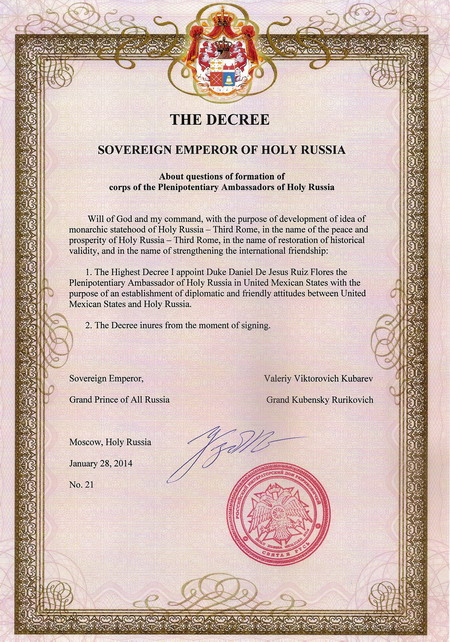 THE DECREE
SOVEREIGN EMPEROR OF HOLY RUSSIA
About questions of formation of
corps of the Plenipotentiary Ambassadors of Holy Russia
Will of God and my command, with the purpose of development of idea of
monarchic statehood of Holy Russia – Third Rome, in the name of the peace and
prosperity of Holy Russia – Third Rome, in the name of restoration of historical
validity, and in the name of strengthening the international friendship:
1. The Highest Decree I appoint Duke Daniel De Jesus Ruiz Flores the
Plenipotentiary Ambassador of Holy Russia in United Mexican States with the
purpose of an establishment of diplomatic and friendly attitudes between United
Mexican States and Holy Russia.
2. The Decree inures from the moment of signing.
Sovereign Emperor, Valeriy Viktorovich Kubarev
Grand Prince of All Russia Grand Kubensky Rurikovich
Moscow, Holy Russia
January 28, 2014
No. 21
СВЯТАЯ РУСЬ